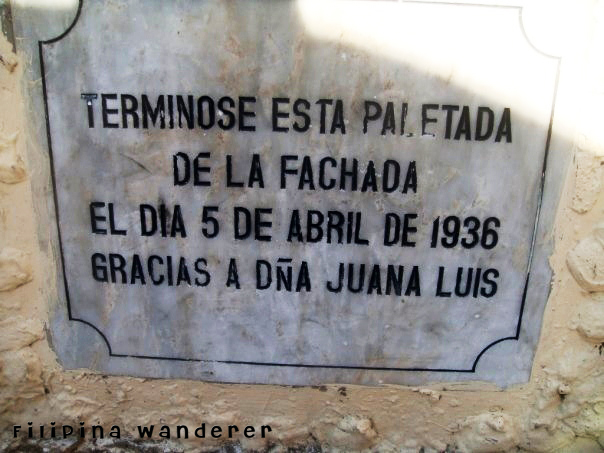 TERMINOSE ESTA PALETADA
DE LA FACHADA
EL DIA 5 DE ABRIL DE 1936
GRACIAS A DÑA JUANA LUIS
FILIPINA WANDERER